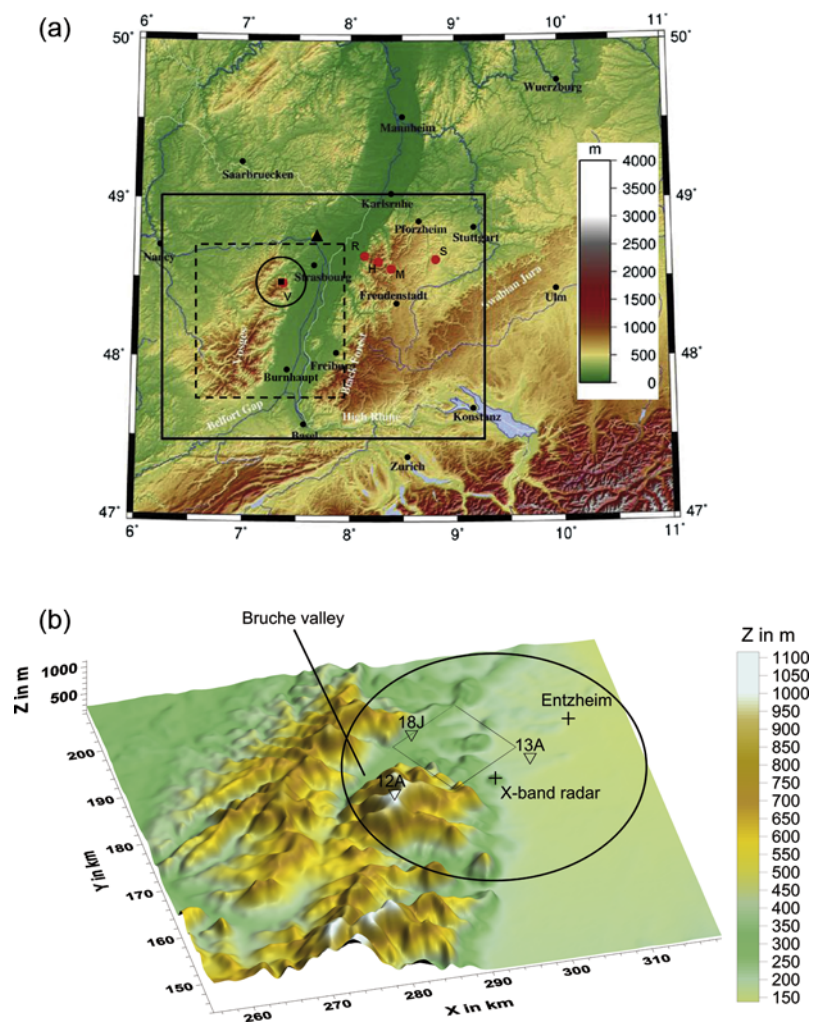 (a)
6° 7° 8° 9° 10° 11°
50° 50°
Wuerzburg
Mannheim
m
4000
3500
3000
2500
2000
1500
1000
500
0
Saarbruecken
49° 49°
Karlsruhe
Pforzheim
Stuttgart
Nancy
R
S
H
M
Strasbourg
V
Freudenstadt
Swabian Jura
Ulm
Vosges
48° 48°
Freiburg
Black Forest
Burnhaupt
Belfort Gap
High Rhine
Konstanz
Basel
Zurich
47° 47°
6° 7° 8° 9° 10° 11°
(b)
Bruche valley
Z in m
1000
500
Z in m
1100
1050
1000
950
900
850
800
750
700
650
600
550
500
450
400
350
300
250
200
150
Entzheim
18J
13A
12A
X-band radar
Y in km
200
190
180
170
160
150
260 270 280 290 300 310
X in km